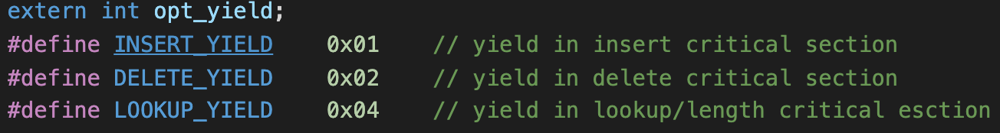 extern int opt_yield;
#define INSERT_YIELD 0x01 // yield in insert critical section
#define DELETE_YIELD 0x02 // yield in delete critical section
#define LOOKUP_YIELD 0x04 // yield in lookup/length critical esction